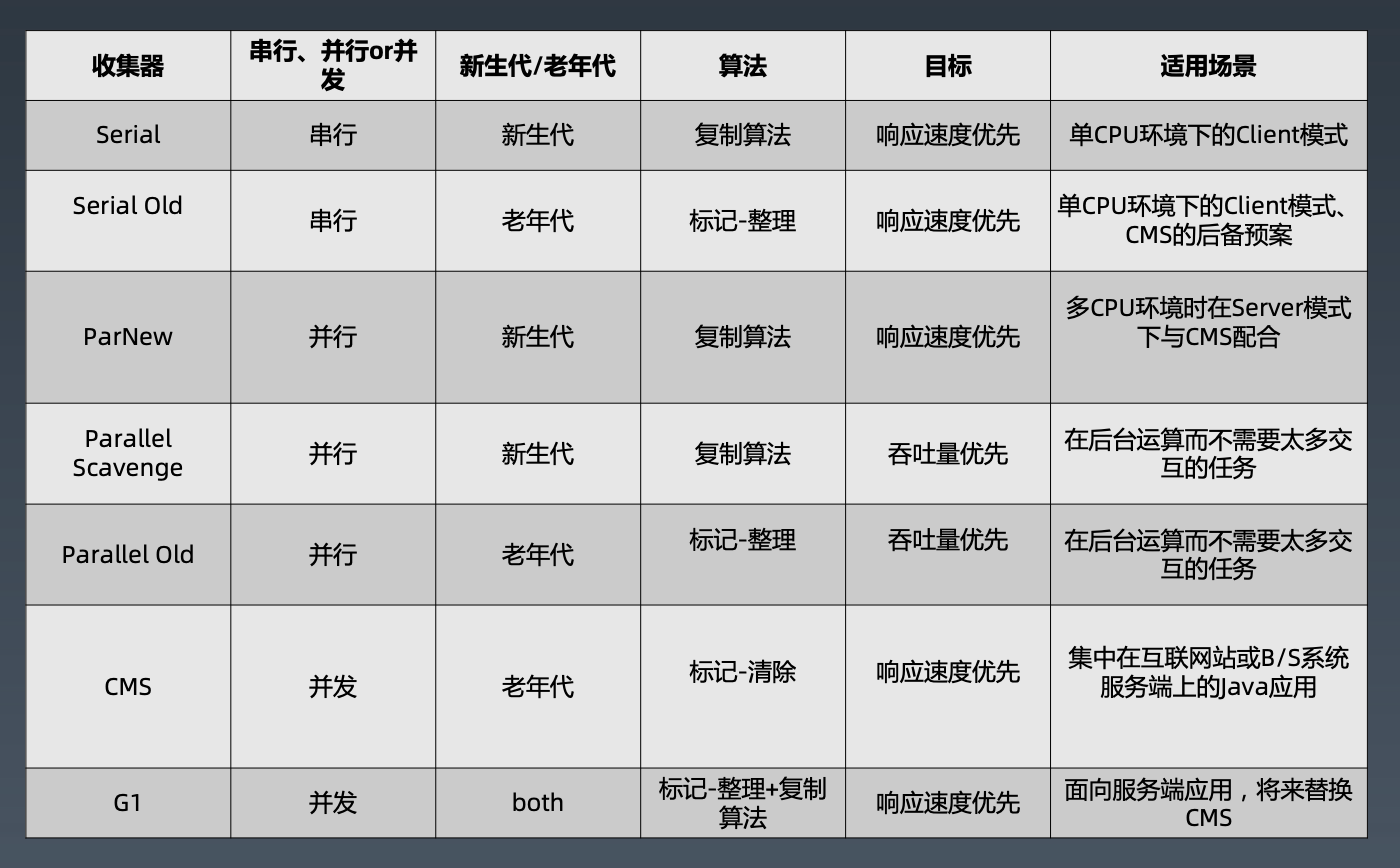 收集器
串行、并行or并
发
新生代/老年代
算法
目标
适用场景
Serial
串行
新生代
复制算法
响应速度优先
单CPU环境下的Client模式
Serial Old
串行
老年代
标记-整理
响应速度优先
单CPU环境下的Client模式、
CMS的后备预案
ParNew
并行
新生代
复制算法
响应速度优先
多CPU环境时在Server模式
下与CMS配合
Parallel
Scavenge
并行
新生代
复制算法
吞吐量优先
在后台运算而不需要太多交
互的任务
Parallel Old
并行
老年代
标记-整理
吞吐量优先
在后台运算而不需要太多交
互的任务
CMS
并发
老年代
标记-清除
响应速度优先
集中在互联网站或B/S系统
服务端上的Java应用
G1
并发
both
标记-整理+复制
算法
响应速度优先
面向服务端应用，将来替换
CMS